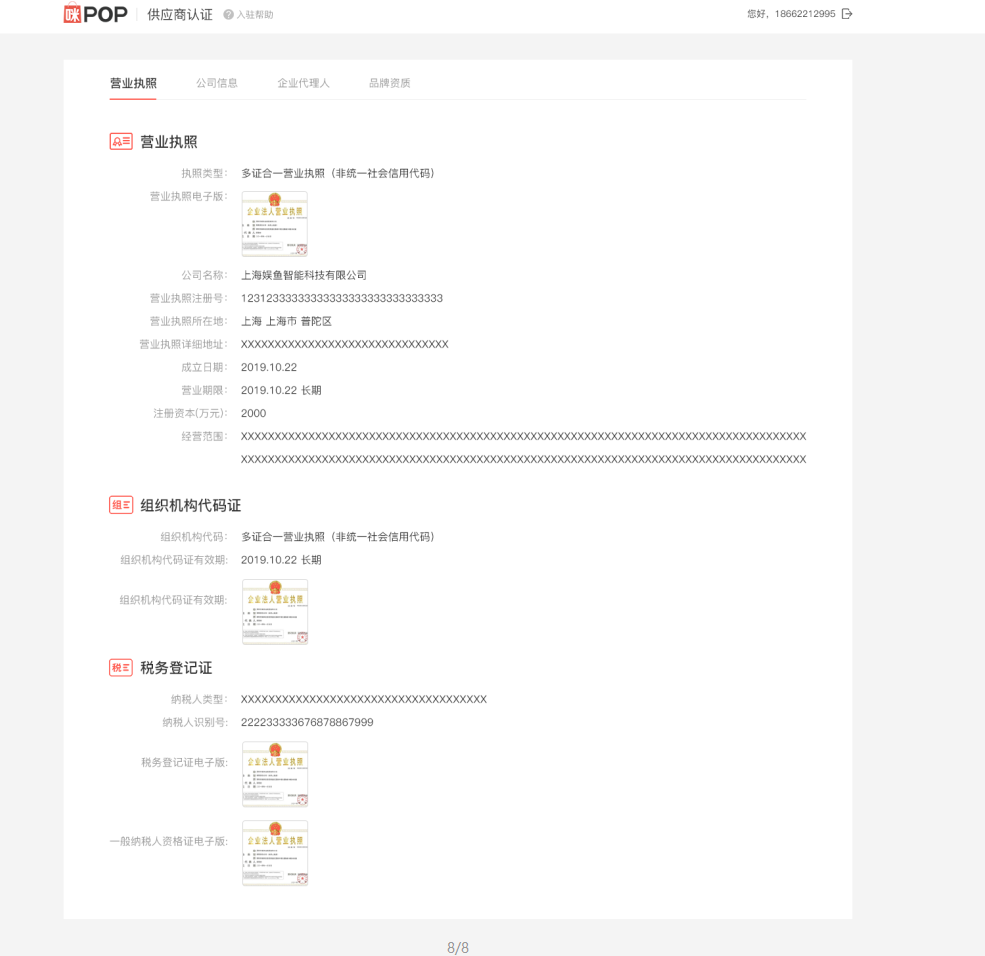 咪POP 供应商认证 ? 入驻帮助 您好，18662212995
营业执照 公司信息 企业代理人 品牌资质
营业执照
执照类型： 多证合一营业执照（非统一社会信用代码）
营业执照电子版：
企业法人营业执照
公司名称： 上海娱鱼智能科技有限公司
营业执照注册号： 12312333333333333333333333333333
营业执照所在地： 上海 上海市 普陀区
营业执照详细地址： XXXXXXXXXXXXXXXXXXXXXXXXXXXXXXX
成立日期： 2019.10.22
营业期限： 2019.10.22 长期
注册资本(万元)： 2000
经营范围： XXXXXXXXXXXXXXXXXXXXXXXXXXXXXXXXXXXXXXXXXXXXXXXXXXXXXXXXXXXXXXXXXXXXXXXXXXXXXXXXXXXX
XXXXXXXXXXXXXXXXXXXXXXXXXXXXXXXXXXXXXXXXXXXXXXXXXXXXXXXXXXXXXXXXXXXXXXXXXXXXXXXXXXXX
组 组织机构代码证
组织机构代码： 多证合一营业执照（非统一社会信用代码）
组织机构代码证有效期: 2019.10.22 长期
组织机构代码证有效期:
企业法人营业执照
税 税务登记证
纳税人类型： XXXXXXXXXXXXXXXXXXXXXXXXXXXXXXXXXXXX
纳税人识别号: 222233333676878867999
税务登记证电子版:
企业法人营业执照
一般纳税人资格证电子版:
企业法人营业执照
8/8